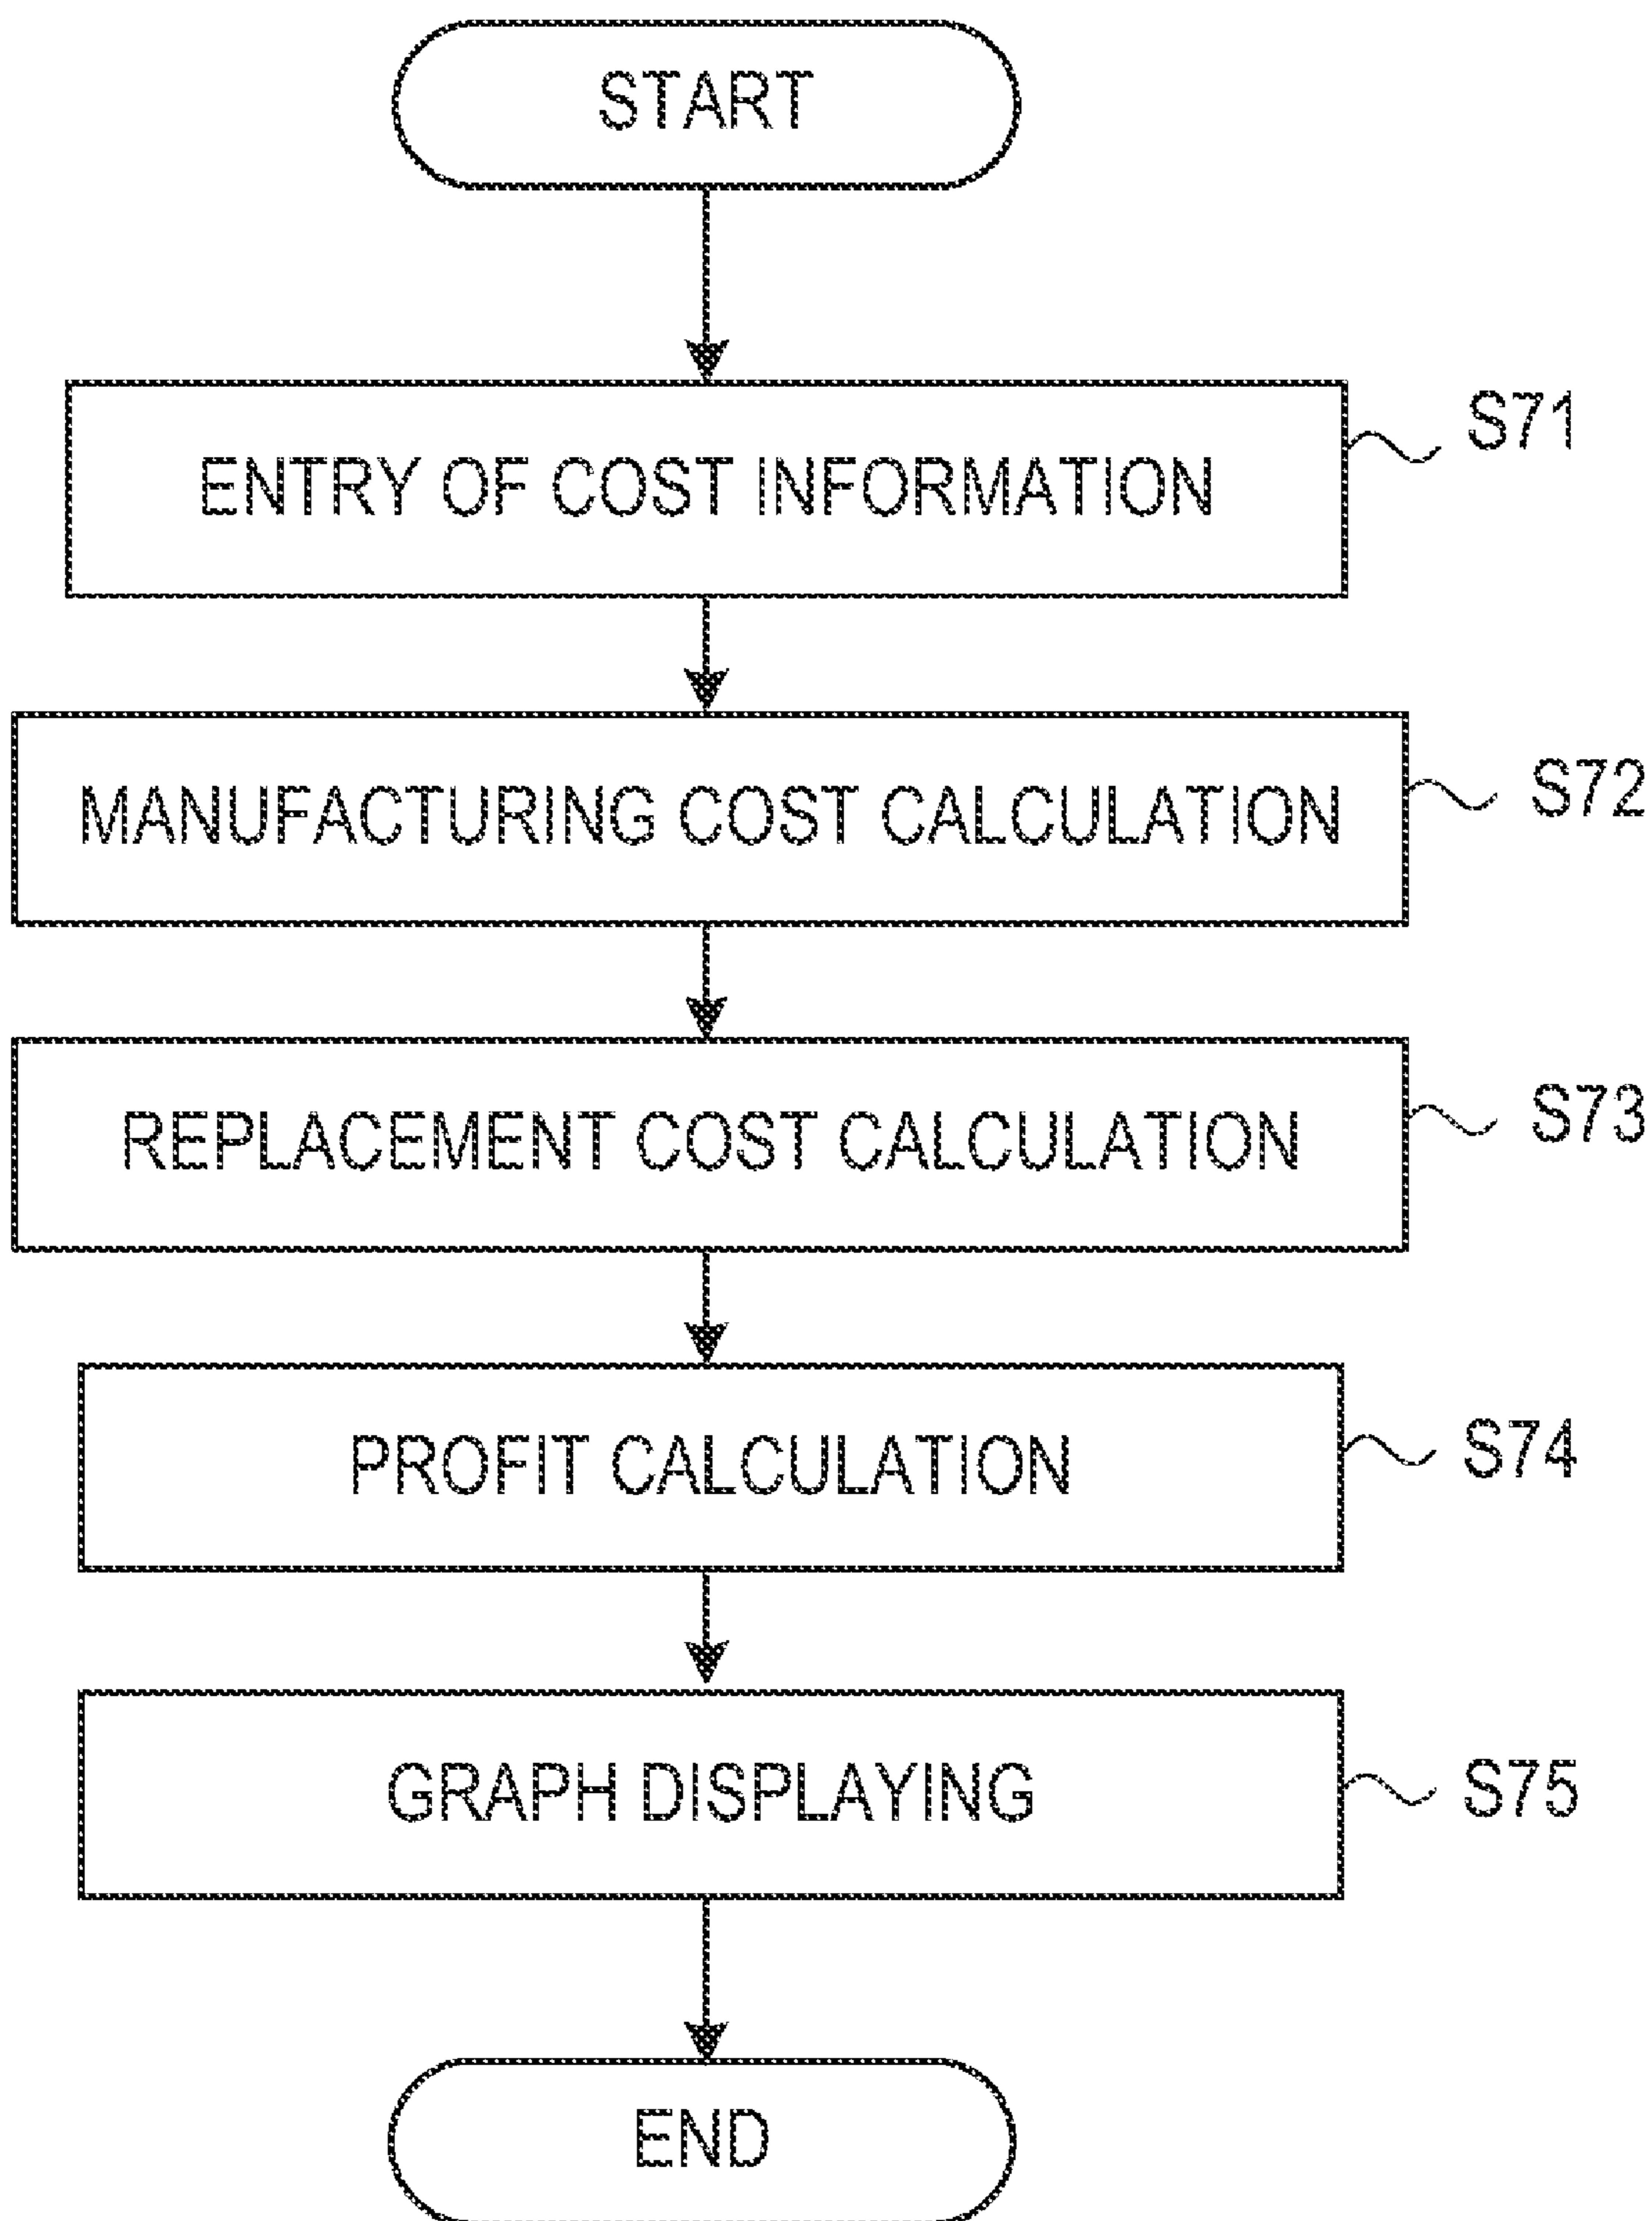 START
ENTRY OF COST INFORMATION
S71
MANUFACTURING COST CALCULATION
S72
REPLACEMENT COST CALCULATION
S73
PROFIT CALCULATION
S74
GRAPH DISPLAYING
S75
END